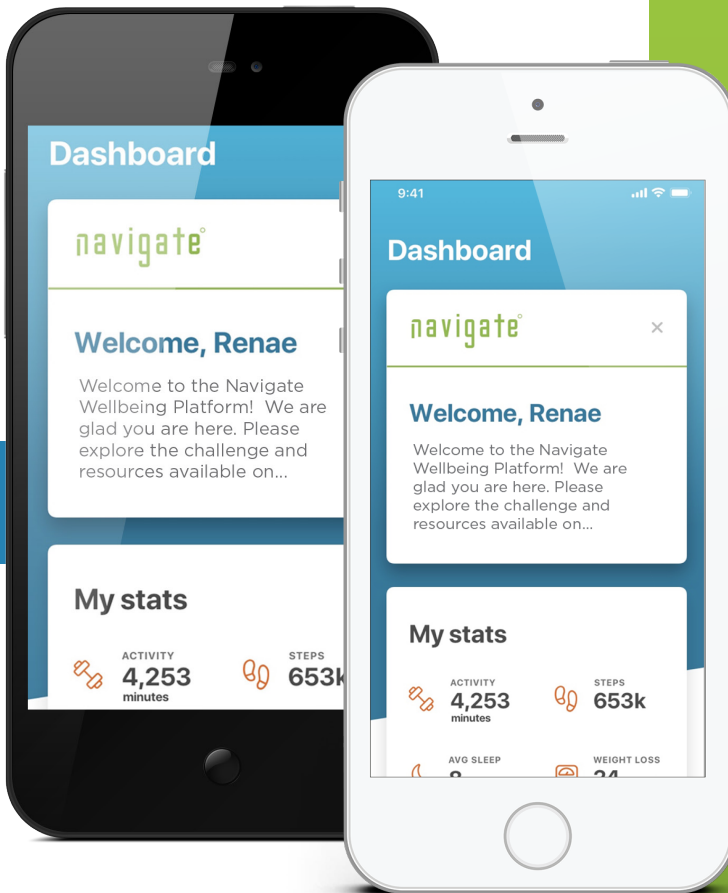 Dashboard
navigate
Welcome, Renae
Welcome to the Navigate
Wellbeing Platform!  We are
glad you are here. Please
explore the challenge and
resources available on...
My stats
ACTIVITY
4,253
minutes
STEPS
653k
9:41
Dashboard
navigate
Welcome, Renae
Welcome to the Navigate
Wellbeing Platform!  We are
glad you are here. Please
explore the challenge and
resources available on...
My stats
ACTIVITY
4,253
minutes
STEPS
653k
AVG SLEEP
WEIGHT LOSS